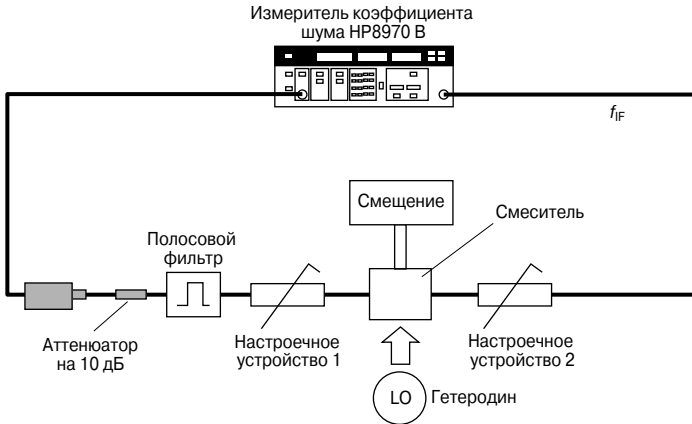 Измеритель коэффициента
шума HP8970 B
f_IF
Смещение
Смеситель
Полосовой
фильтр
Аттенюатор
на 10 дБ
Настроечное
устройство 1
Настроечное
устройство 2
LO
Гетеродин